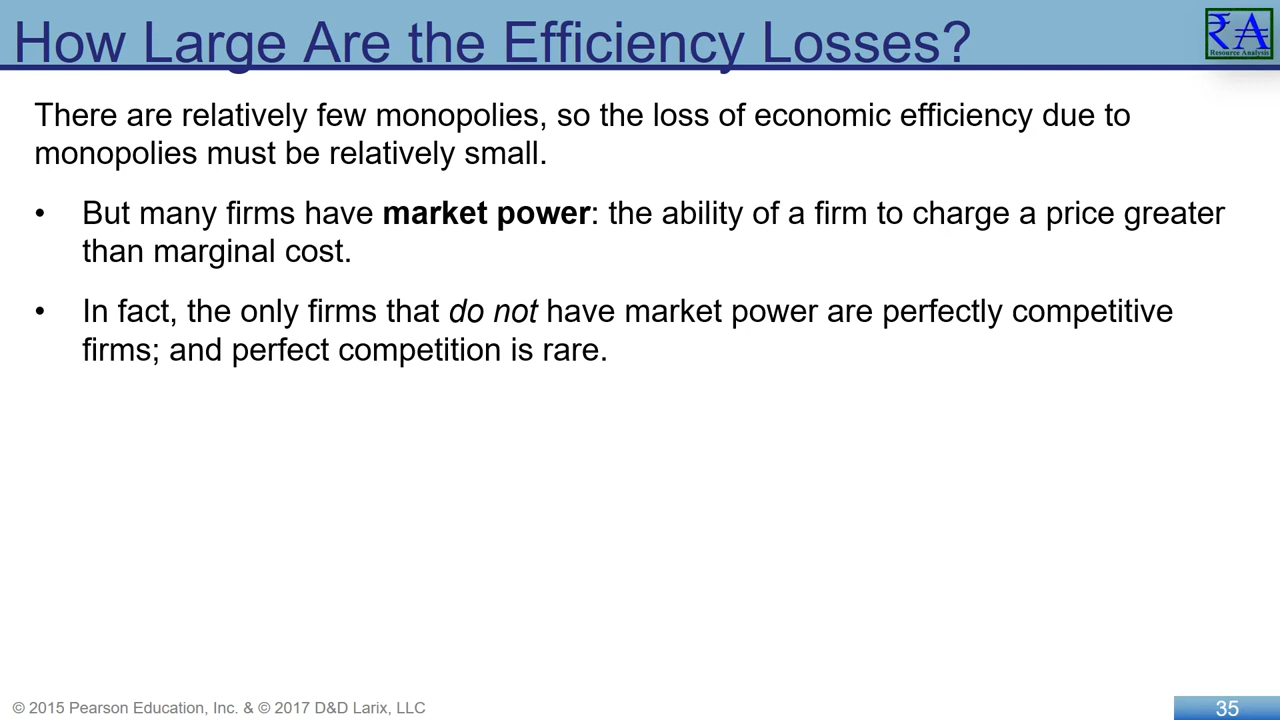 How Large Are the Efficiency Losses?
₹A
Resource Analysis
There are relatively few monopolies, so the loss of economic efficiency due to
monopolies must be relatively small.
• But many firms have market power: the ability of a firm to charge a price greater
than marginal cost.
• In fact, the only firms that do not have market power are perfectly competitive
firms; and perfect competition is rare.
© 2015 Pearson Education, Inc. & © 2017 D&D Larix, LLC
35